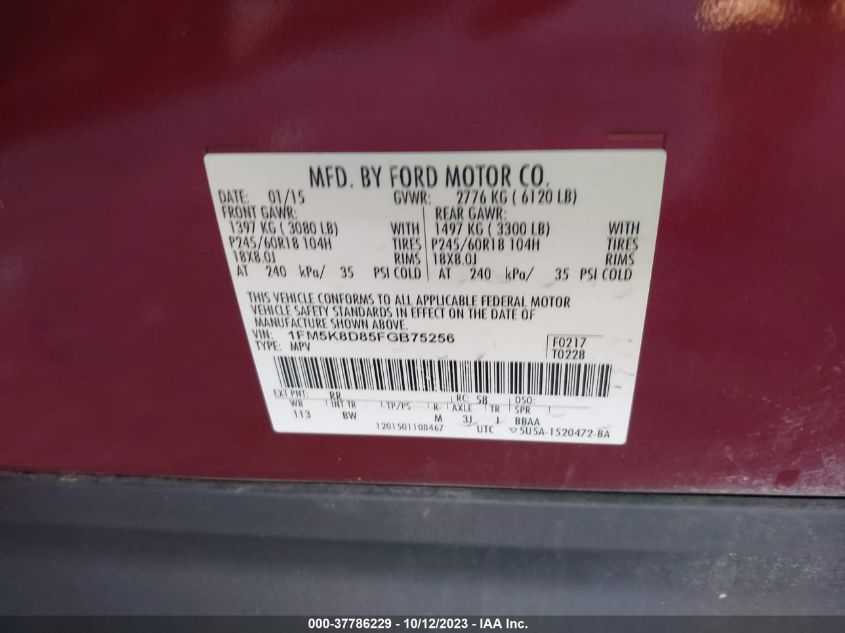 MFD. BY FORD MOTOR CO.
DATE: 01/15 GVWR: 2776 KG ( 6120 LB)
FRONT GAWR: REAR GAWR:
1397 KG ( 3080 LB) WITH 1497 KG ( 3300 LB) WITH
P245/60R18 104H TIRES P245/60R18 104H TIRES
18X8.0J RIMS 18X8.0J RIMS
AT 240 kPa/ 35 PSI COLD AT 240 kPa/ 35 PSI COLD
THIS VEHICLE CONFORMS TO ALL APPLICABLE FEDERAL MOTOR
VEHICLE SAFETY STANDARDS IN EFFECT ON THE DATE OF
MANUFACTURE SHOWN ABOVE.
VIN: 1FM5K8D85FGB75256 F0217
TYPE: MPV T0228
EXT PNT: RR RC: 58 DSO:
WB INT TR TP/PS R AXLE TR SPR
113 BW M 3J J BBAA
1201501108467 UTC 5U5A-1520472-BA
000-37786229 - 10/12/2023 - IAA Inc.